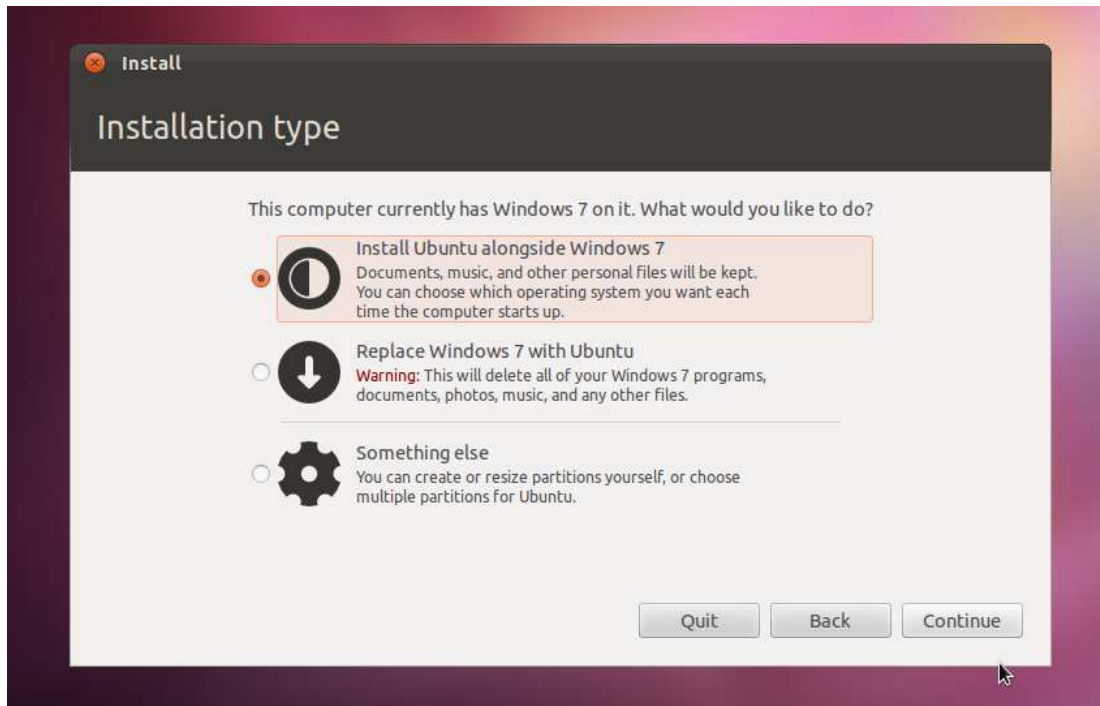 Install
Installation type
This computer currently has Windows 7 on it. What would you like to do?
Install Ubuntu alongside Windows 7
Documents, music, and other personal files will be kept.
You can choose which operating system you want each
time the computer starts up.
Replace Windows 7 with Ubuntu
Warning: This will delete all of your Windows 7 programs,
documents, photos, music, and any other files.
Something else
You can create or resize partitions yourself, or choose
multiple partitions for Ubuntu.
Quit Back Continue